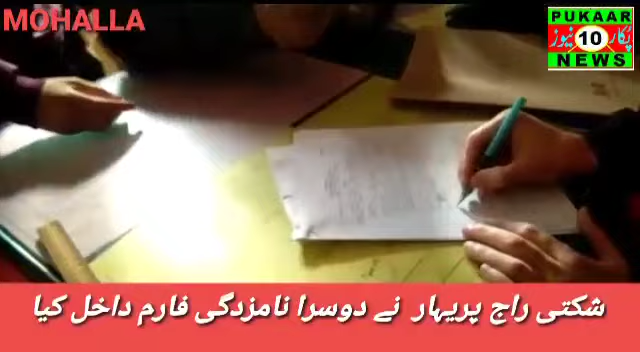 MOHALLA
PUKAAR
پکار 10 نیوز
NEWS
شکتی راج پریہار نے دوسرا نامزدگی فارم داخل کیا